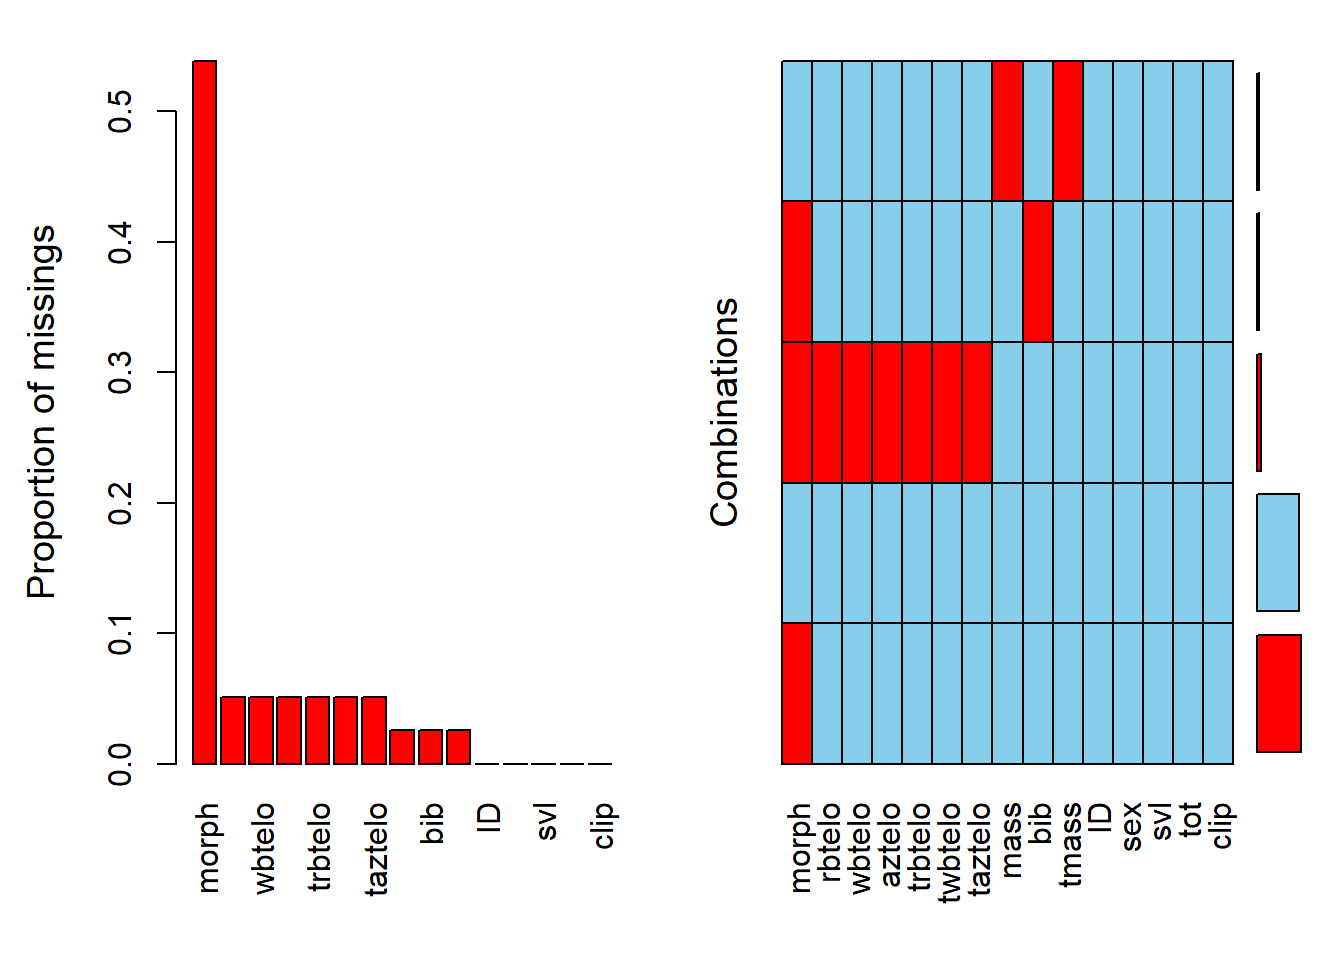 Proportion of missings
0.5
0.4
0.3
0.2
0.1
0.0
morph
wbtelo
trbtelo
taztelo
bib
ID
svl
clip
Combinations
morph
rbtelo
wbtelo
aztelo
trbtelo
twbtelo
taztelo
mass
bib
tmass
ID
sex
svl
tot
clip